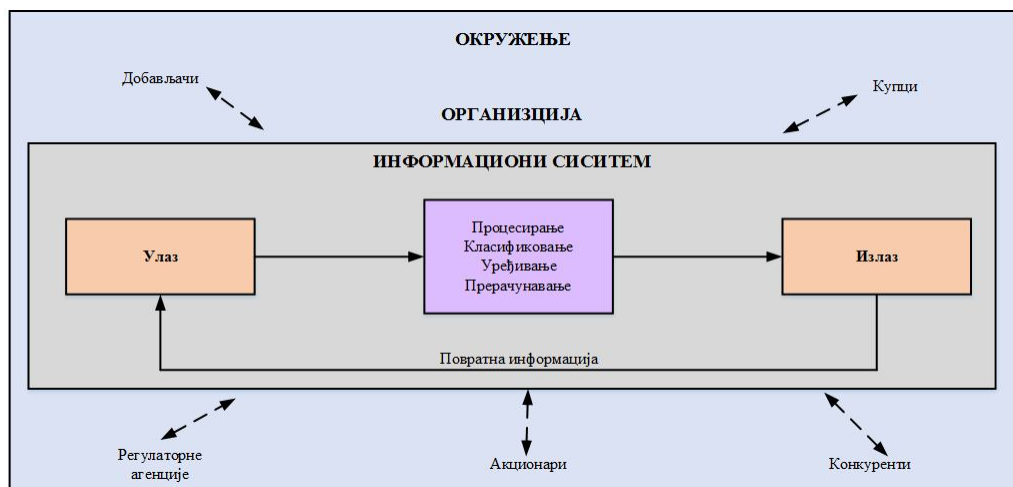 ОКРУЖЕЊЕ
Добављачи
Купци
ОРГАНИЗЦИЈА
ИНФОРМАЦИОНИ СИСИТЕМ
Улаз
Процесирање
Класификовање
Уређивање
Прерачунавање
Излаз
Повратна информација
Регулаторне
агенције
Акционари
Конкуренти